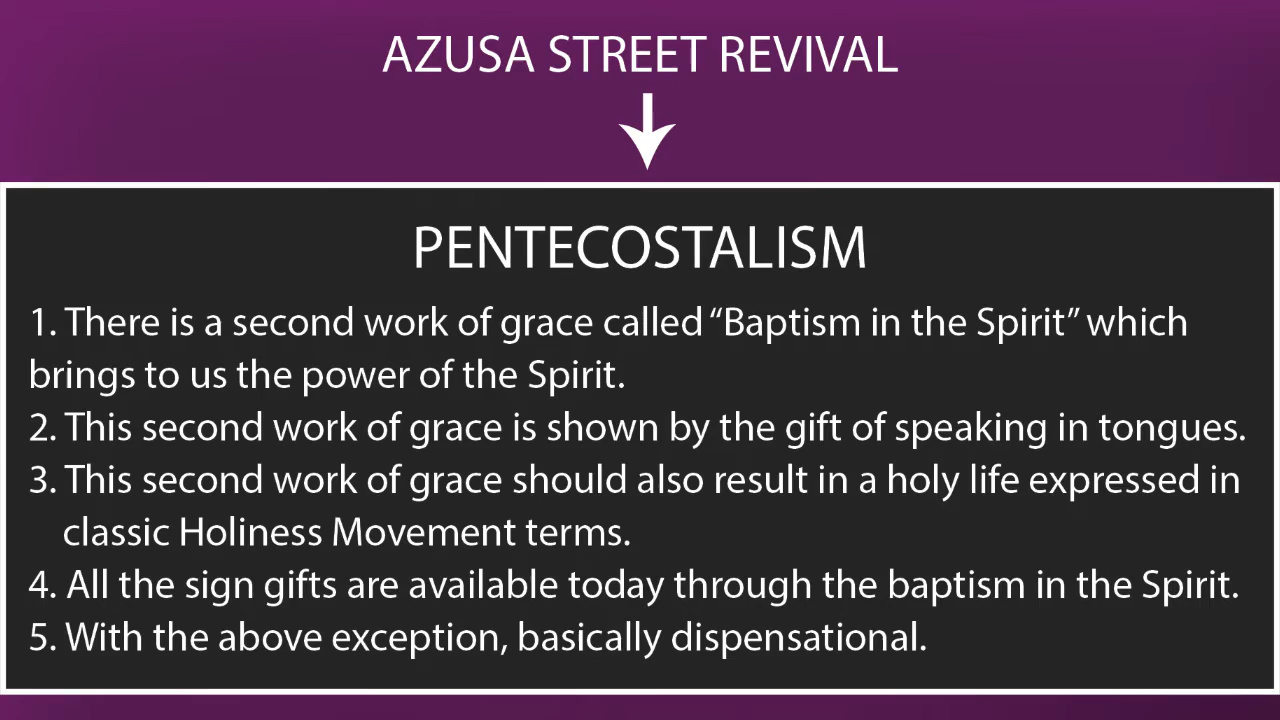 AZUSA STREET REVIVAL
PENTECOSTALISM
1. There is a second work of grace called “Baptism in the Spirit” which
brings to us the power of the Spirit.
2. This second work of grace is shown by the gift of speaking in tongues.
3. This second work of grace should also result in a holy life expressed in
classic Holiness Movement terms.
4. All the sign gifts are available today through the baptism in the Spirit.
5. With the above exception, basically dispensational.